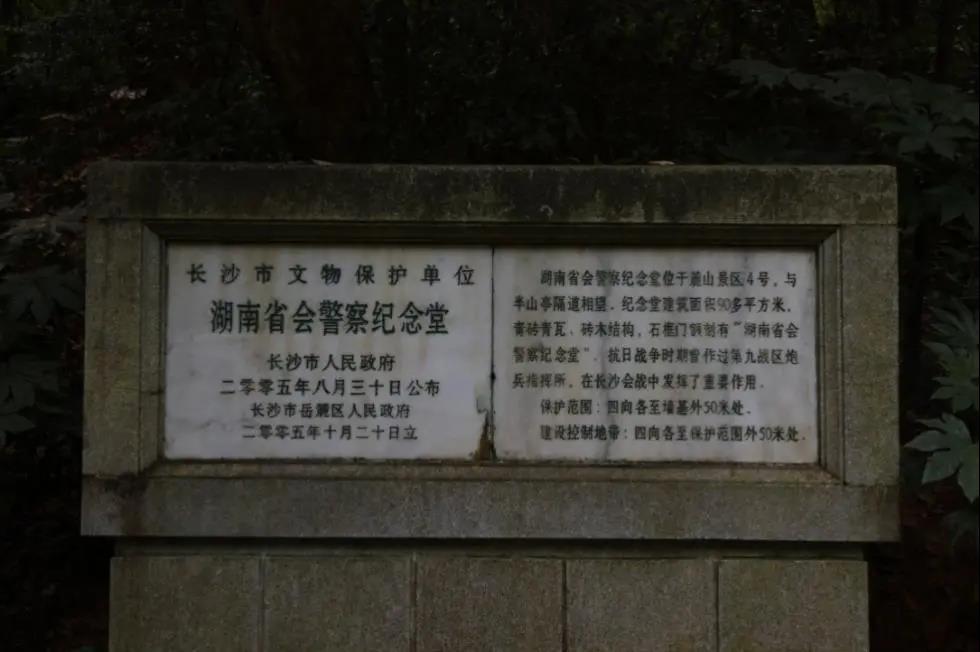 长沙市文物保护单位
湖南省会警察纪念堂
长沙市人民政府
二零零五年八月三十日公布
长沙市岳麓区人民政府
二零零五年十月二十日立
湖南省会警察纪念堂位于麓山景区4号，与
半山亭隔道相望。纪念堂建筑面积90多平方米，
青砖青瓦、砖木结构，石框门额刻有“湖南省会
警察纪念堂”。抗日战争时期曾作过第九战区炮
兵指挥所，在长沙会战中发挥了重要作用。
保护范围：四向各至墙基外50米处。
建设控制地带：四向各至保护范围外50米处。